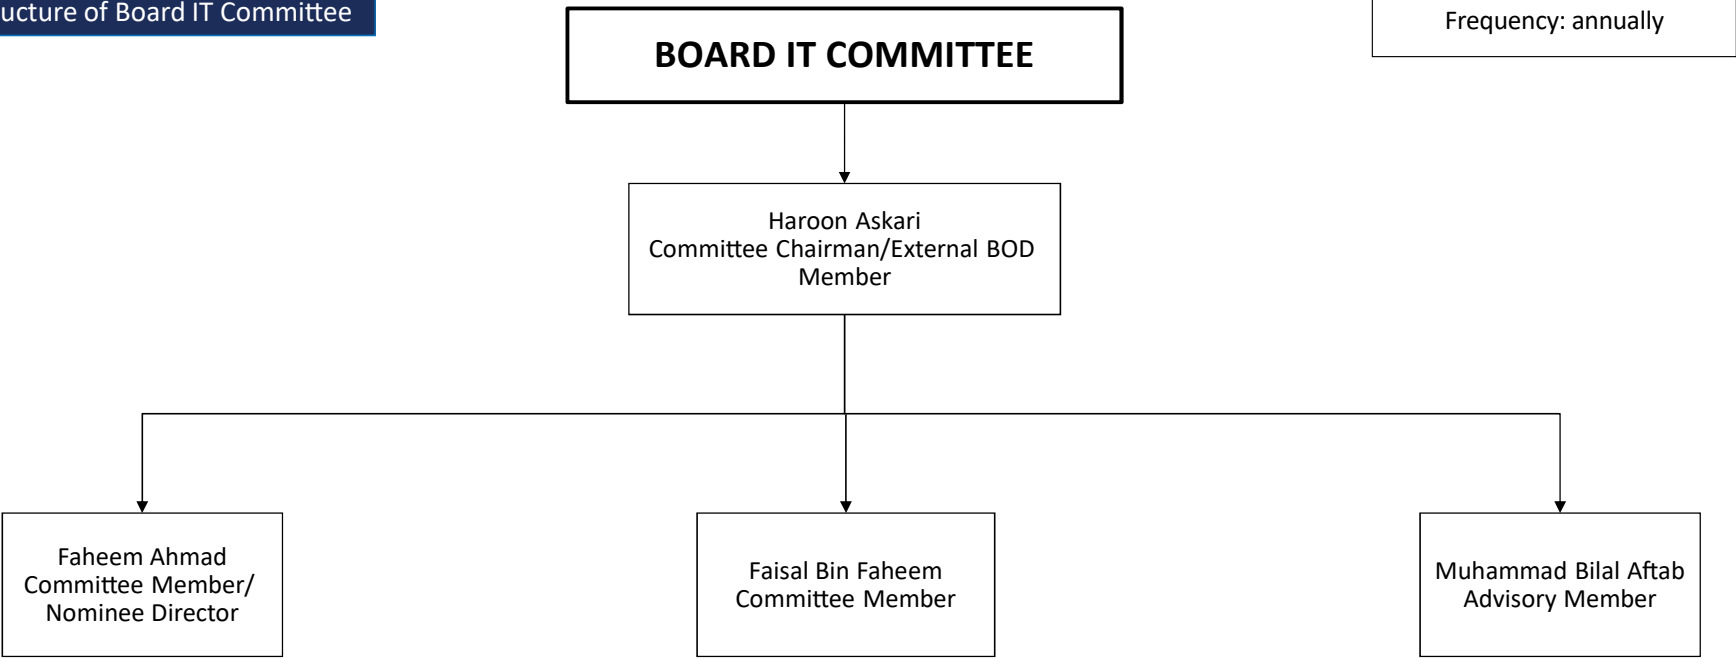 of Board IT Committee
Frequency: annually
BOARD IT COMMITTEE
Haroon Askari
Committee Chairman/External BOD
Member
Faheem Ahmad
Committee Member/
Nominee Director
Faisal Bin Faheem
Committee Member
Muhammad Bilal Aftab
Advisory Member